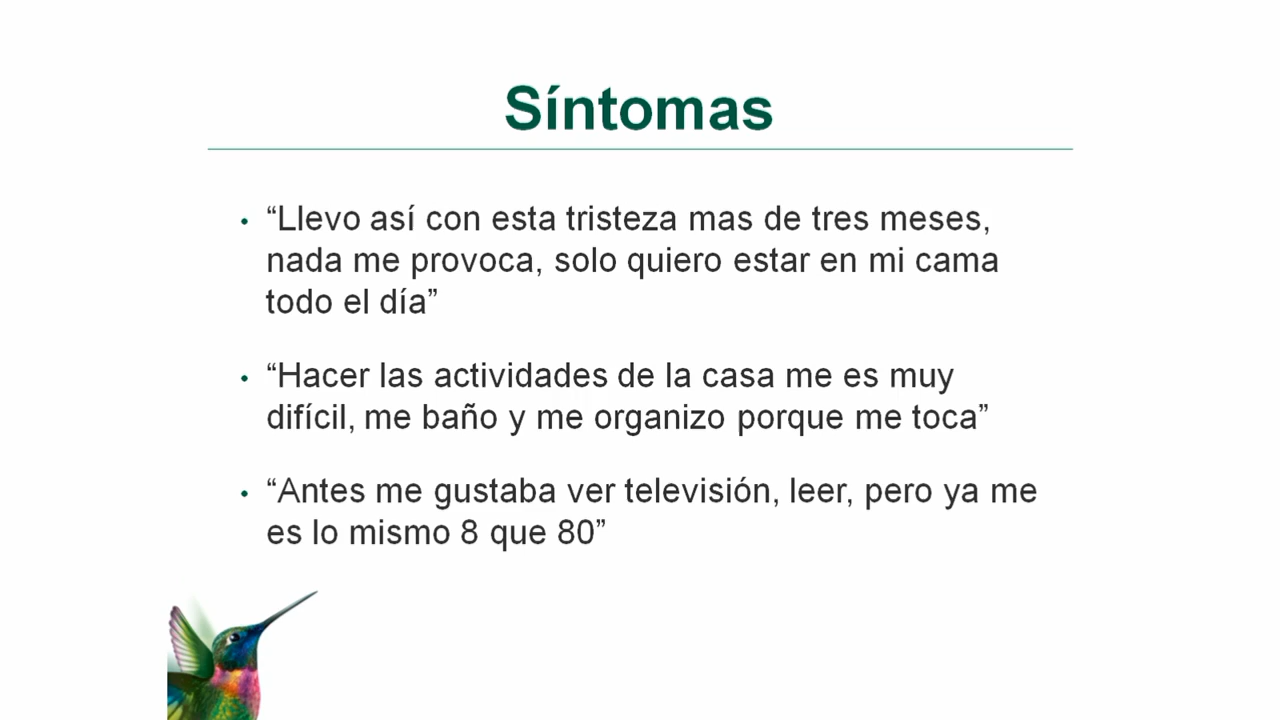 Síntomas
• “Llevo así con esta tristeza mas de tres meses,
nada me provoca, solo quiero estar en mi cama
todo el día”
• “Hacer las actividades de la casa me es muy
difícil, me baño y me organizo porque me toca”
• “Antes me gustaba ver televisión, leer, pero ya me
es lo mismo 8 que 80”